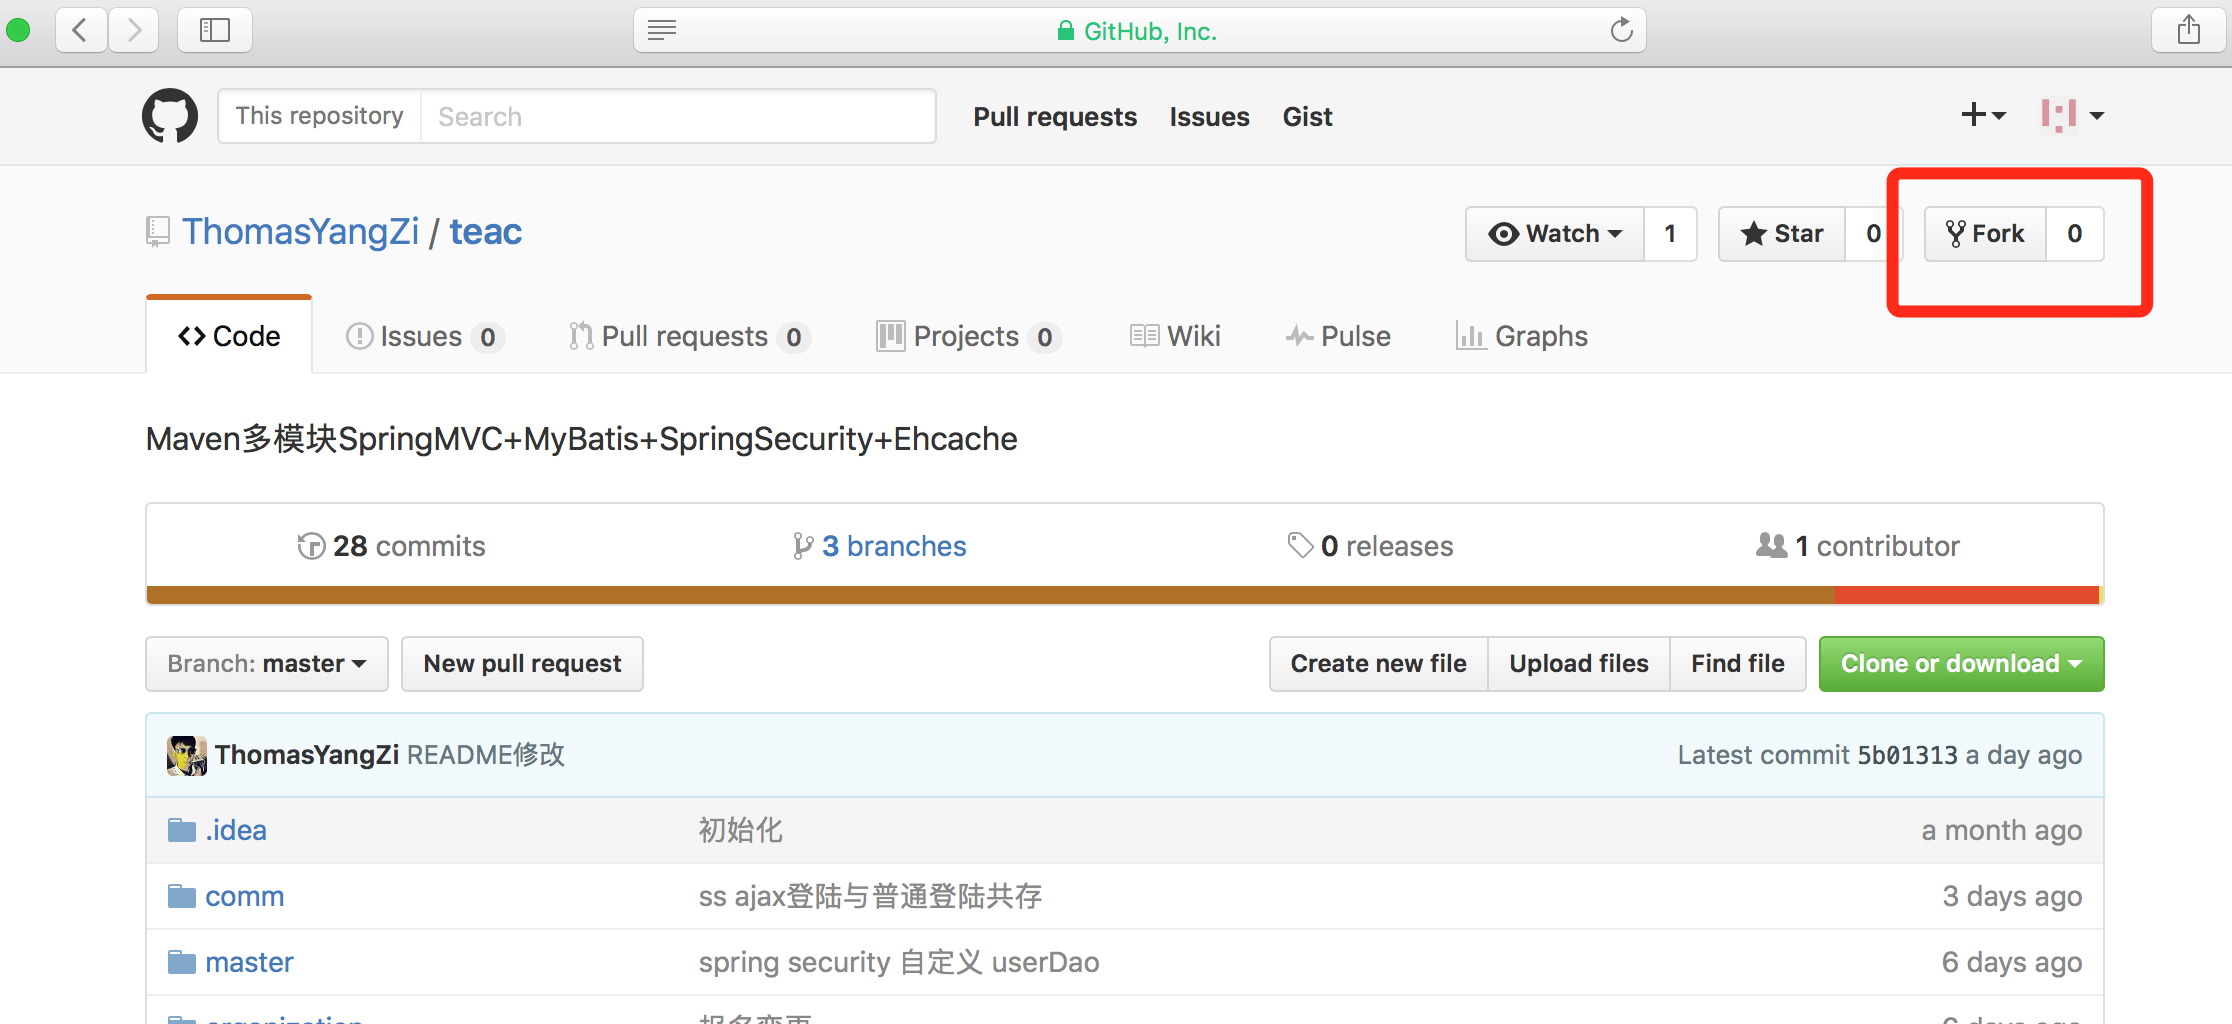 GitHub, Inc.
This repository Search Pull requests Issues Gist
ThomasYangZi / teac Watch 1 Star 0 Fork 0
Code Issues 0 Pull requests 0 Projects 0 Wiki Pulse Graphs
Maven多模块SpringMVC+MyBatis+SpringSecurity+Ehcache
28 commits 3 branches 0 releases 1 contributor
Branch: master New pull request Create new file Upload files Find file Clone or download
ThomasYangZi README修改 Latest commit 5b01313 a day ago
.idea 初始化 a month ago
comm ss ajax登陆与普通登陆共存 3 days ago
master spring security 自定义 userDao 6 days ago
organization 6 days ago